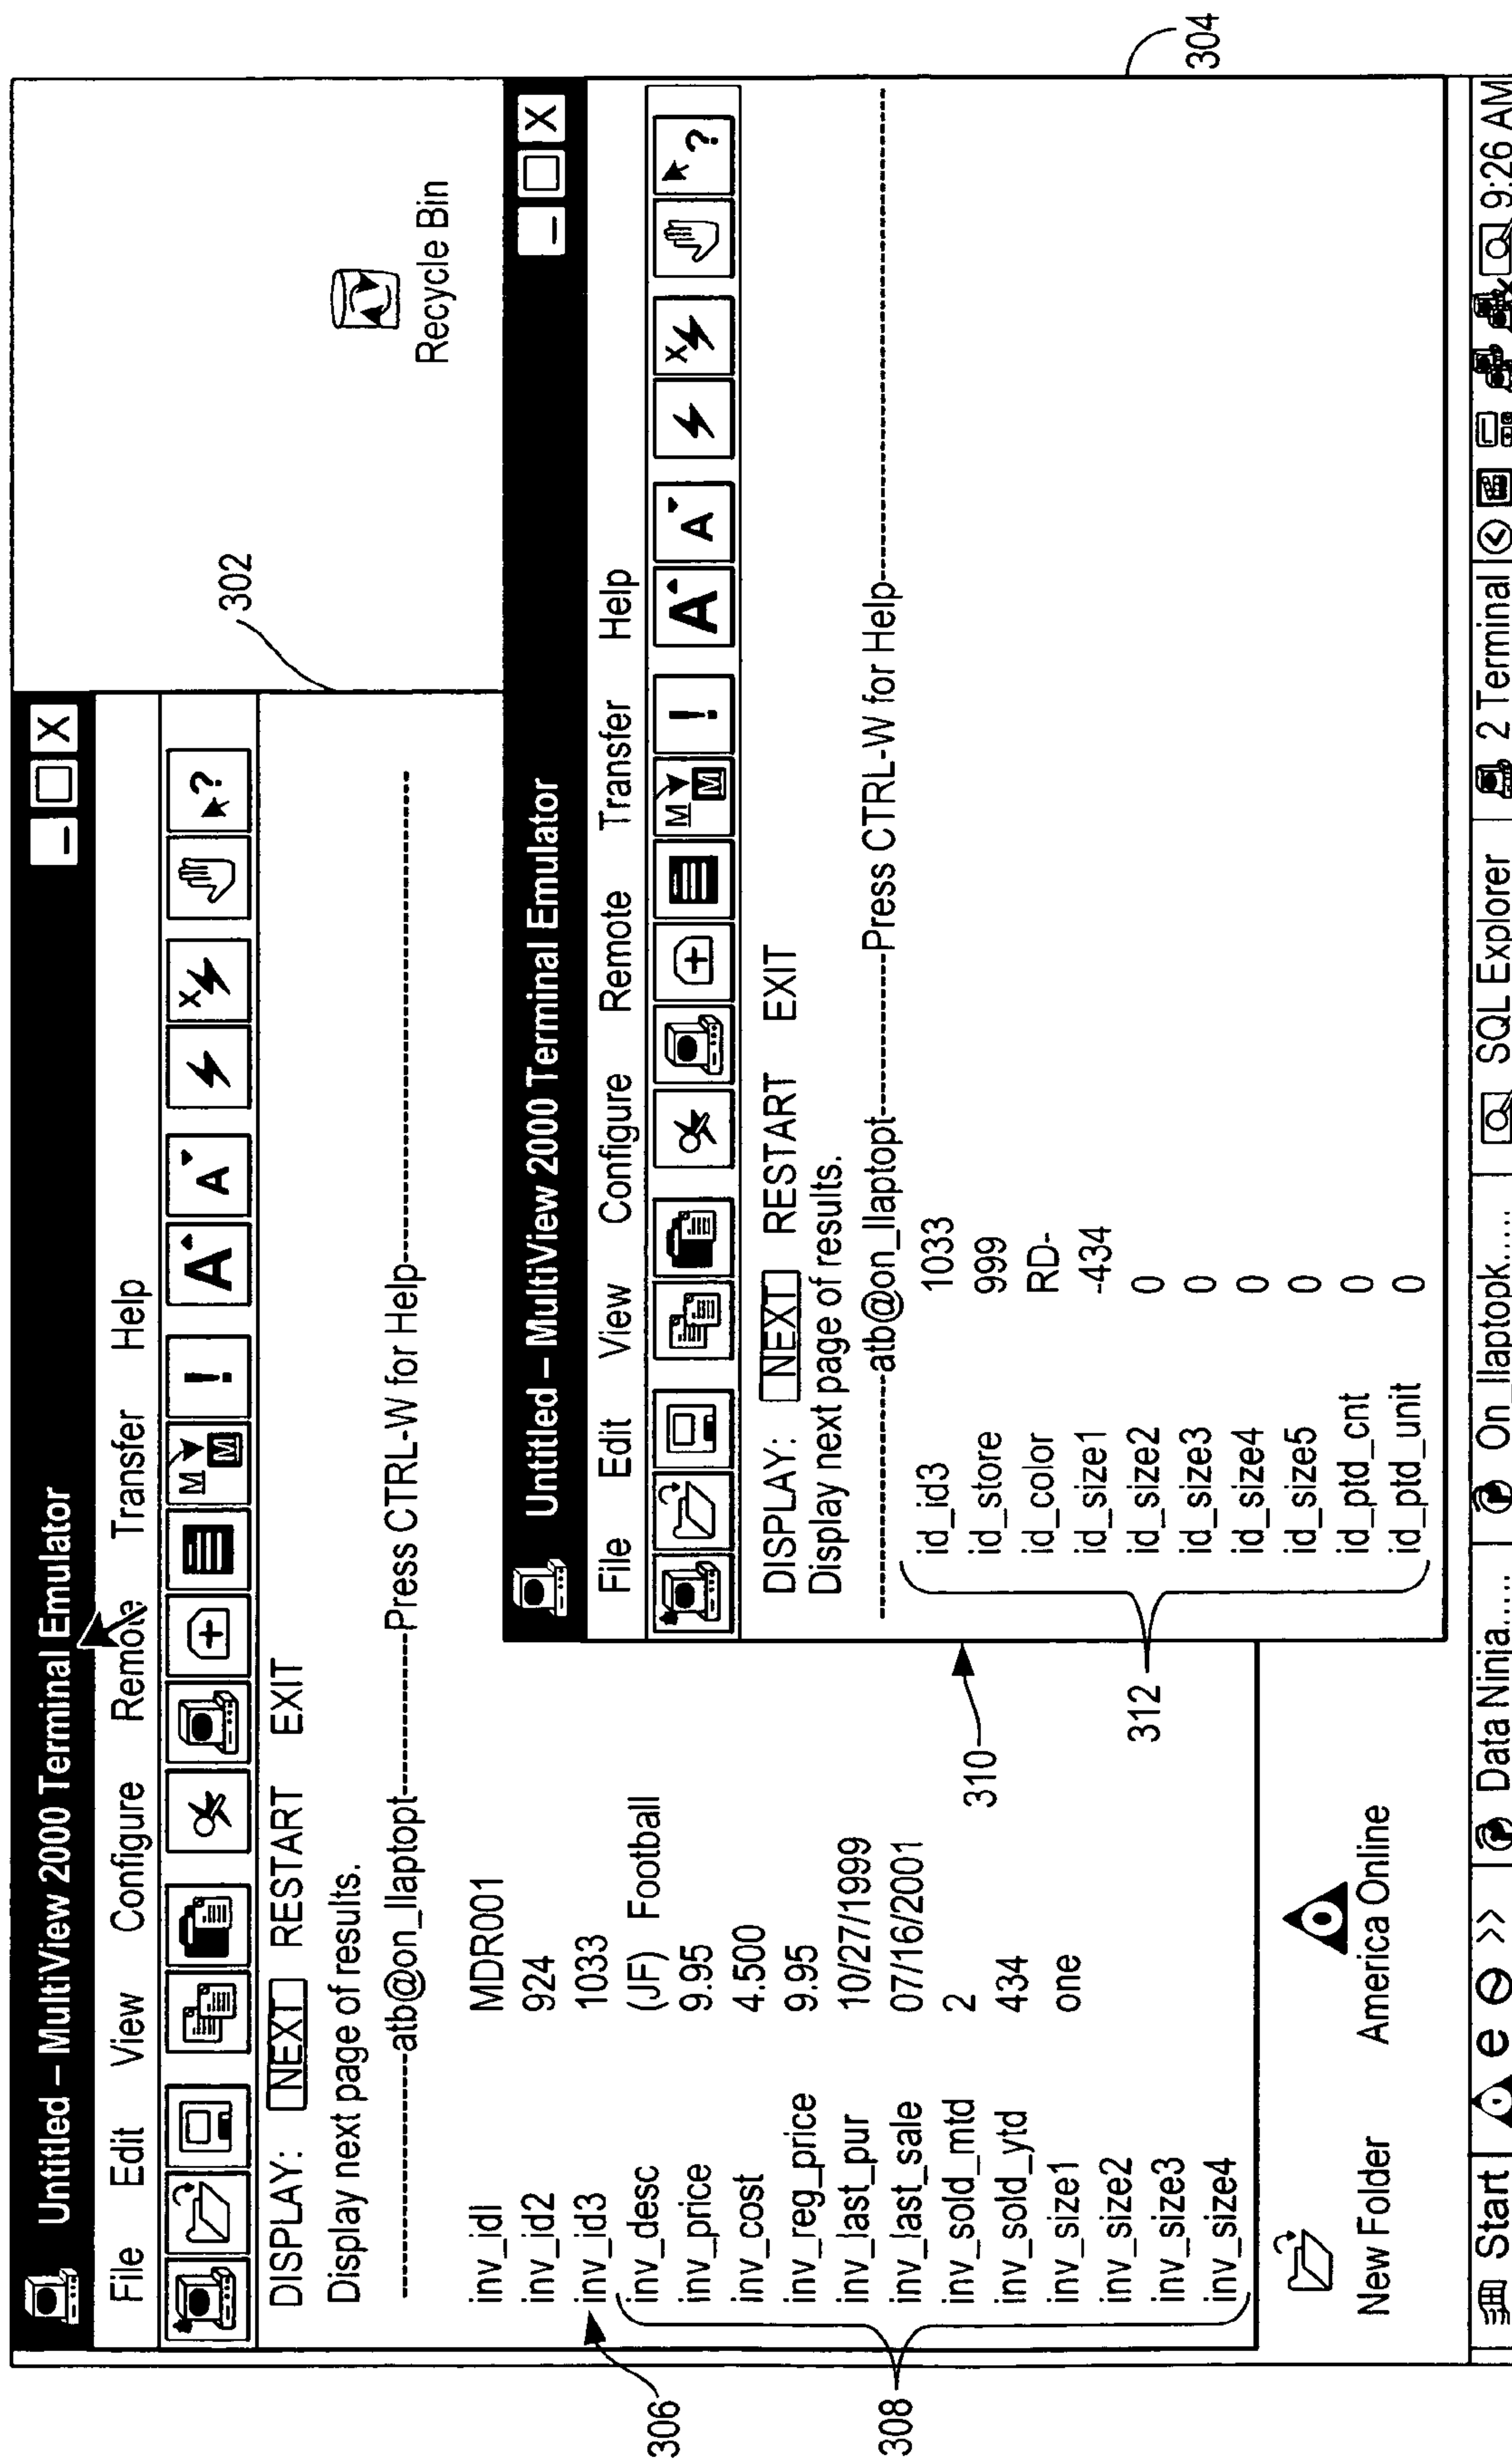 Untitled – MultiView 2000 Terminal Emulator
_ X
File Edit View Configure Remote Transfer Help
M M ! A A X ?
DISPLAY: NEXT RESTART EXIT
Display next page of results.
----------atb@on_llaptopt----------Press CTRL-W for Help----------
inv_idl MDR001
inv_id2 924
inv_id3 1033
inv_desc (JF) Football
inv_price 9.95
inv_cost 4.500
inv_reg_price 9.95
inv_last_pur 10/27/1999
inv_last_sale 07/16/2001
inv_sold_mtd 2
inv_sold_ytd 434
inv_size1 one
inv_size2
inv_size3
inv_size4
302
306
308
Recycle Bin
Untitled – MultiView 2000 Terminal Emulator
_ X
File Edit View Configure Remote Transfer Help
M M ! A A X ?
DISPLAY: NEXT RESTART EXIT
Display next page of results.
----------atb@on_llaptopt----------Press CTRL-W for Help----------
id_id3 1033
id_store 999
id_color RD-
id_size1 -434
id_size2 0
id_size3 0
id_size4 0
id_size5 0
id_ptd_cnt 0
id_ptd_unit 0
304
310
312
New Folder
America Online
Start e >> Data Ninja..... On_llaptopk..... SQL Explorer 2 Terminal 9:26 AM